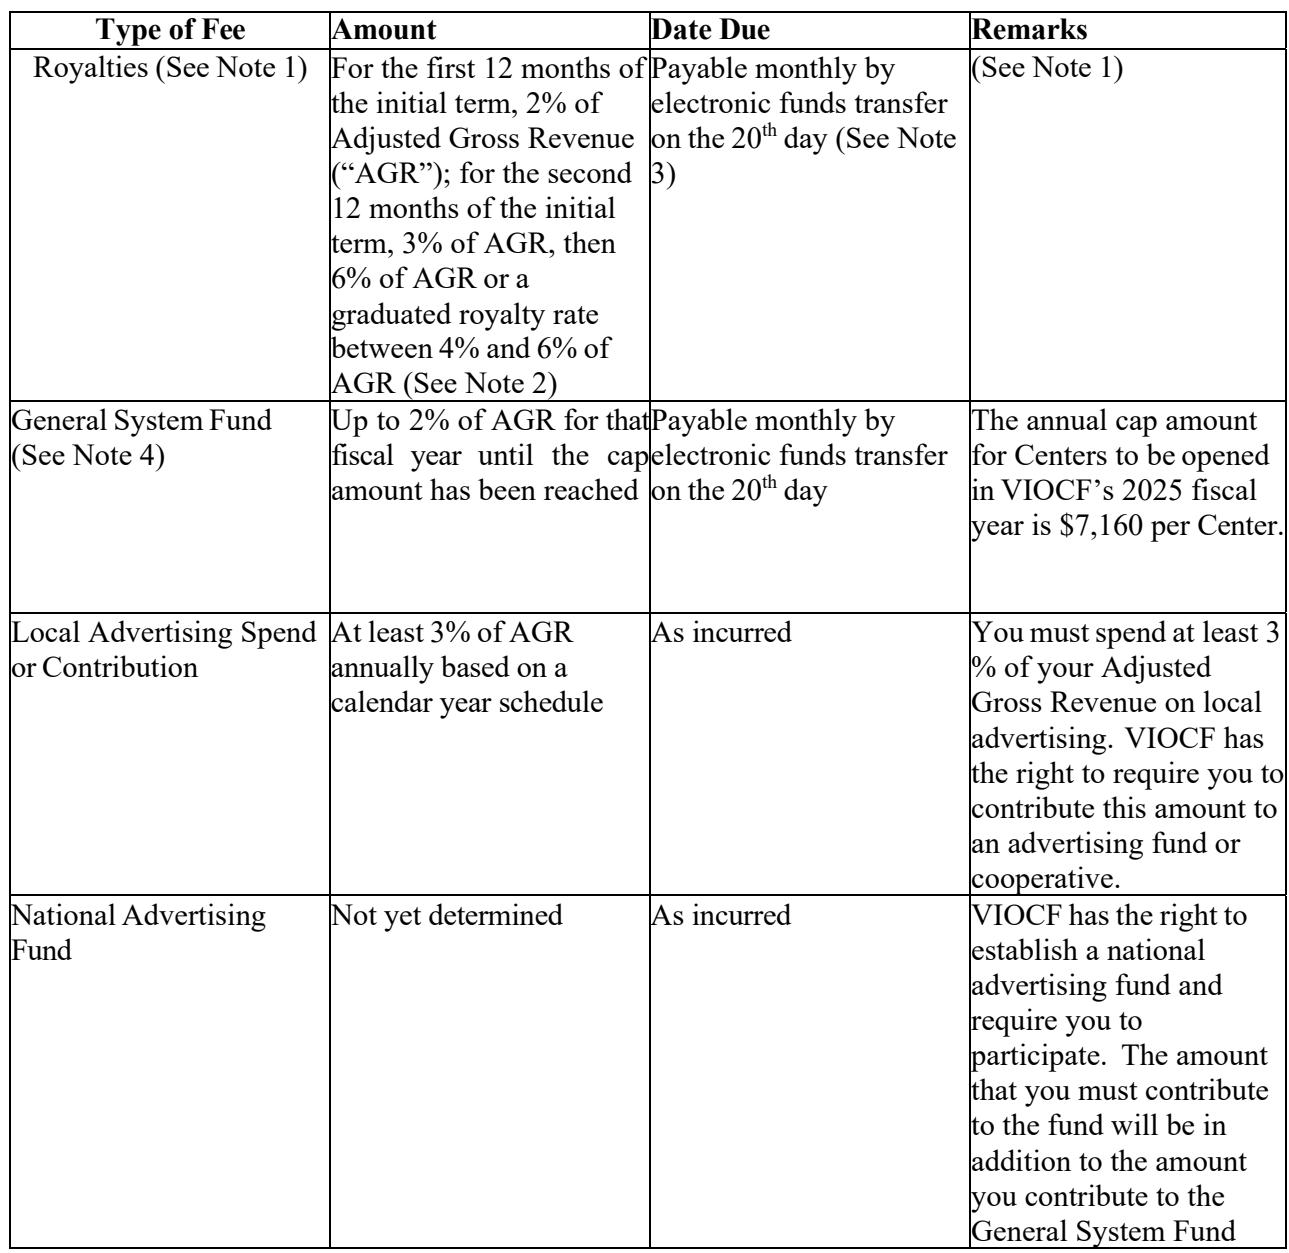 Type of Fee
Amount
Date Due
Remarks
Royalties (See Note 1)
For the first 12 months of
the initial term, 2% of
Adjusted Gross Revenue
(“AGR”); for the second
12 months of the initial
term, 3% of AGR, then
6% of AGR or a
graduated royalty rate
between 4% and 6% of
AGR (See Note 2)
Payable monthly by
electronic funds transfer
on the 20th day (See Note
3)
(See Note 1)
General System Fund
(See Note 4)
Up to 2% of AGR for that
fiscal year until the cap
amount has been reached
Payable monthly by
electronic funds transfer
on the 20th day
The annual cap amount
for Centers to be opened
in VIOCF’s 2025 fiscal
year is $7,160 per Center.
Local Advertising Spend
or Contribution
At least 3% of AGR
annually based on a
calendar year schedule
As incurred
You must spend at least 3
% of your Adjusted
Gross Revenue on local
advertising. VIOCF has
the right to require you to
contribute this amount to
an advertising fund or
cooperative.
National Advertising
Fund
Not yet determined
As incurred
VIOCF has the right to
establish a national
advertising fund and
require you to
participate. The amount
that you must contribute
to the fund will be in
addition to the amount
you contribute to the
General System Fund